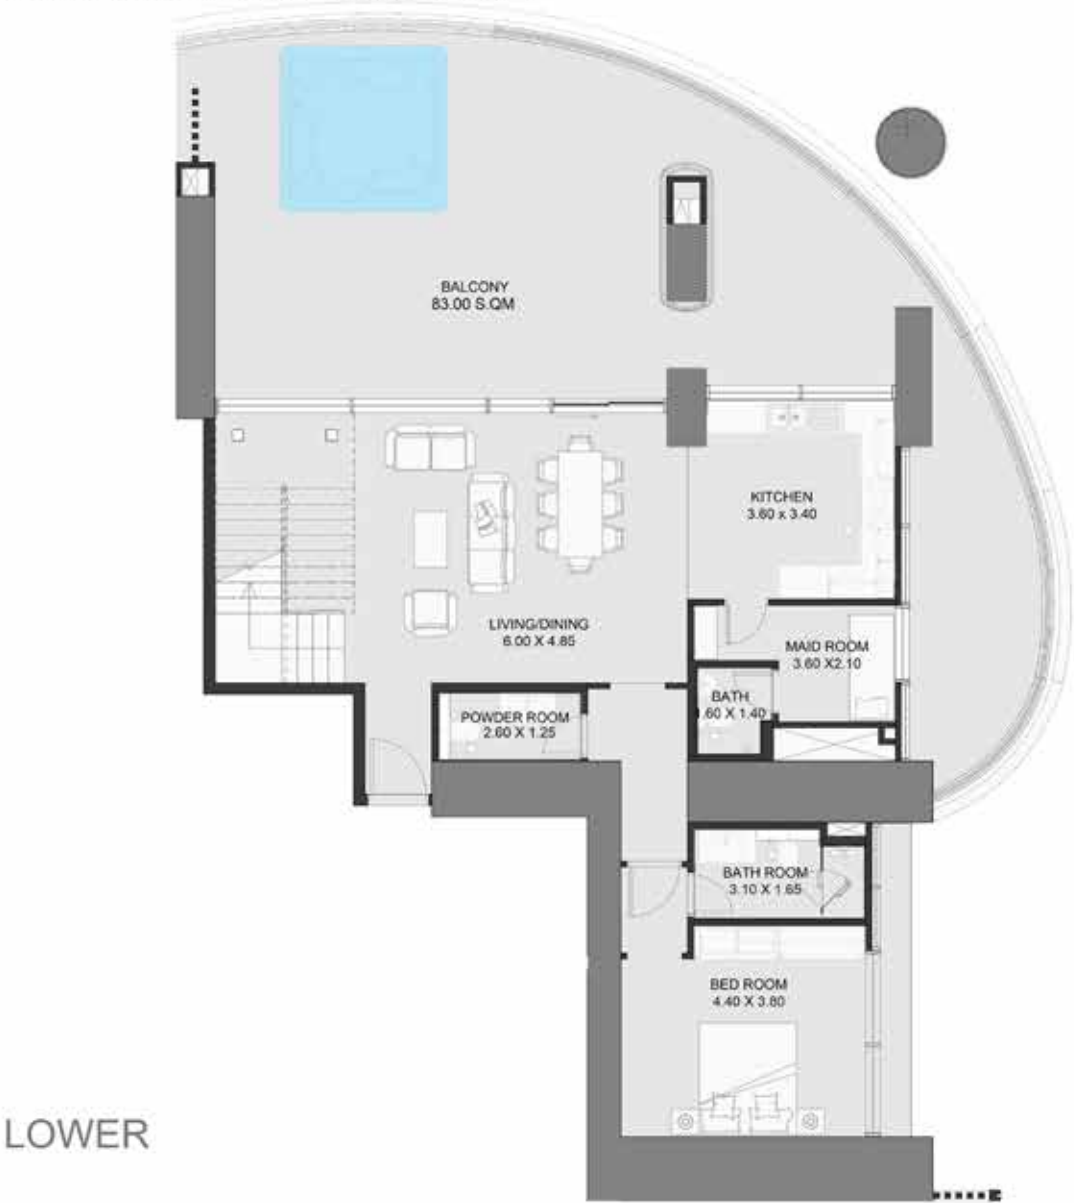 BALCONY
83.00 S.QM
KITCHEN
3.60 x 3.40
LIVING/DINING
6.00 X 4.85
MAID ROOM
3.60 X2.10
BATH
.60 X 1.40
POWDER ROOM
2.60 X 1.25
BATH ROOM
3.10 X 1.65
BED ROOM
4.40 X 3.80
LOWER